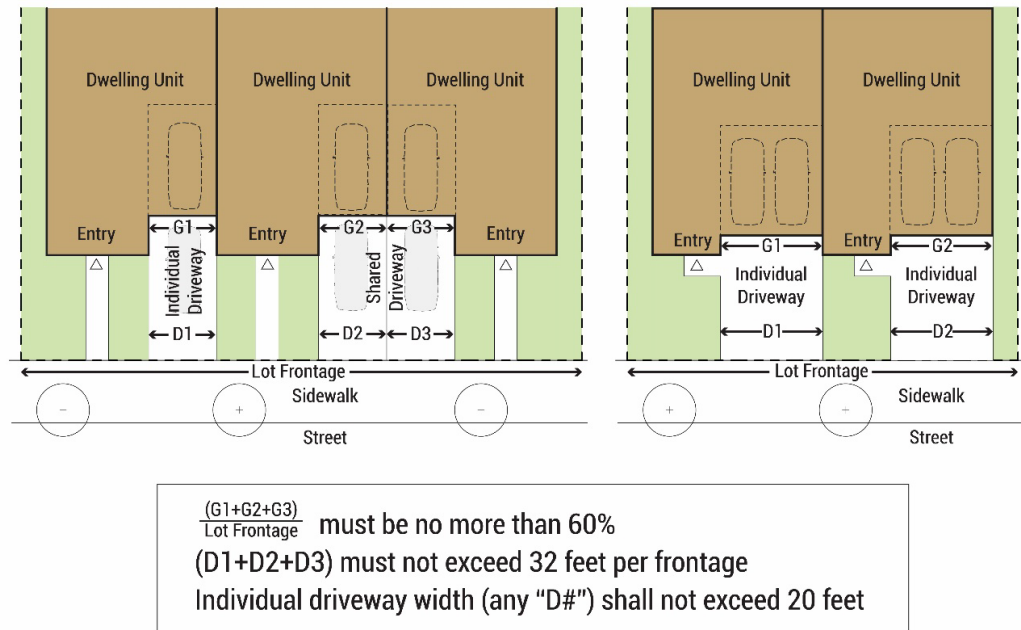 Dwelling Unit
Dwelling Unit
Dwelling Unit
G1
G2
G3
Entry
Entry
Entry
Individual
Driveway
Shared
Driveway
D1
D2
D3
Lot Frontage
Sidewalk
Street
Dwelling Unit
Dwelling Unit
Entry
G1
Entry
G2
Individual
Driveway
Individual
Driveway
D1
D2
Lot Frontage
Sidewalk
Street
(G1+G2+G3)
Lot Frontage must be no more than 60%
(D1+D2+D3) must not exceed 32 feet per frontage
Individual driveway width (any “D#”) shall not exceed 20 feet